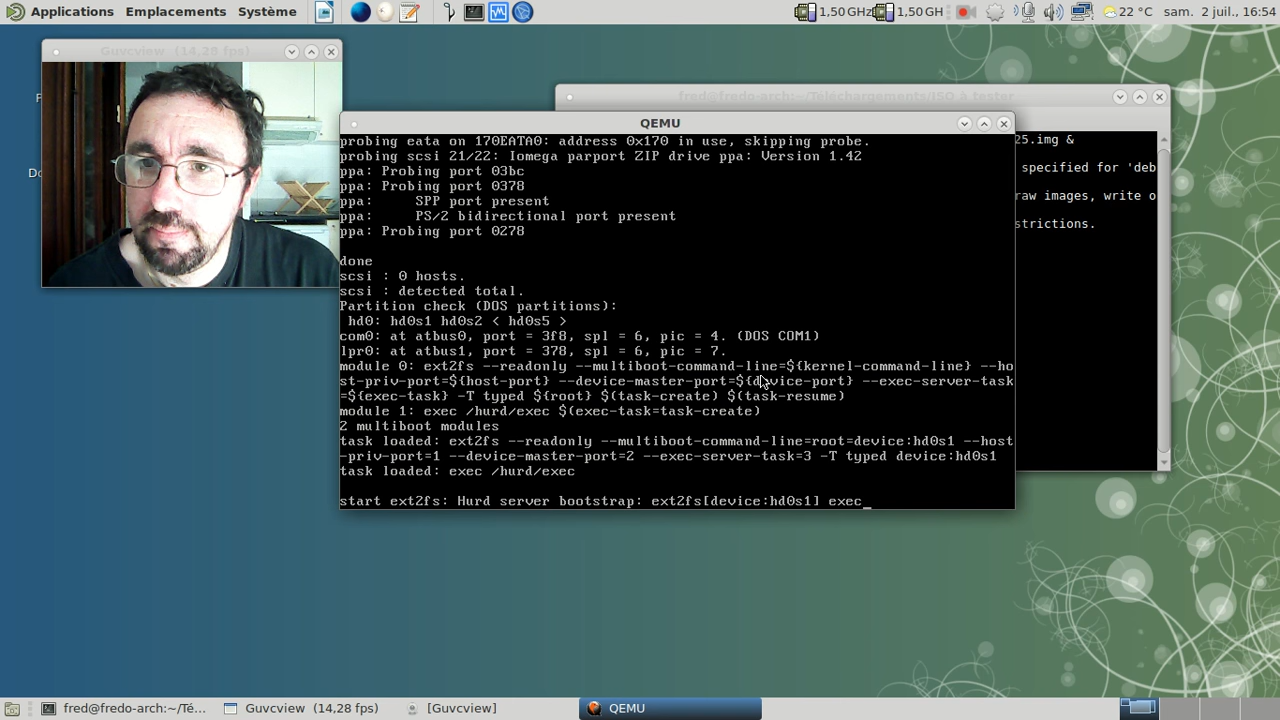 Applications Emplacements Système
1,50 GHz 1,50 GH
22 °C sam. 2 juil., 16:54
Guvcview (14,28 fps)
fred@fredo-arch:~/Téléchargements/ISO à tester
QEMU
probing eata on 170EATA0: address 0x170 in use, skipping probe.
probing scsi 21/22: Iomega parport ZIP drive ppa: Version 1.42
ppa: Probing port 03bc
ppa: Probing port 0378
ppa:     SPP port present
ppa:     PS/2 bidirectional port present
ppa: Probing port 0278
done
scsi : 0 hosts.
scsi : detected total.
Partition check (DOS partitions):
 hd0: hd0s1 hd0s2 < hd0s5 >
com0: at atbus0, port = 3f8, spl = 6, pic = 4. (DOS COM1)
lpr0: at atbus1, port = 378, spl = 6, pic = 7.
module 0: ext2fs --readonly --multiboot-command-line=${kernel-command-line} --ho
st-priv-port=${host-port} --device-master-port=${device-port} --exec-server-task
=${exec-task} -T typed ${root} $(task-create) $(task-resume)
module 1: exec /hurd/exec $(exec-task=task-create)
2 multiboot modules
task loaded: ext2fs --readonly --multiboot-command-line=root=device:hd0s1 --host
-priv-port=1 --device-master-port=2 --exec-server-task=3 -T typed device:hd0s1
task loaded: exec /hurd/exec
start ext2fs: Hurd server bootstrap: ext2fs[device:hd0s1] exec_
25.img &
specified for 'deb
raw images, write o
strictions.
fred@fredo-arch:~/Té...
Guvcview (14,28 fps)
[Guvcview]
QEMU